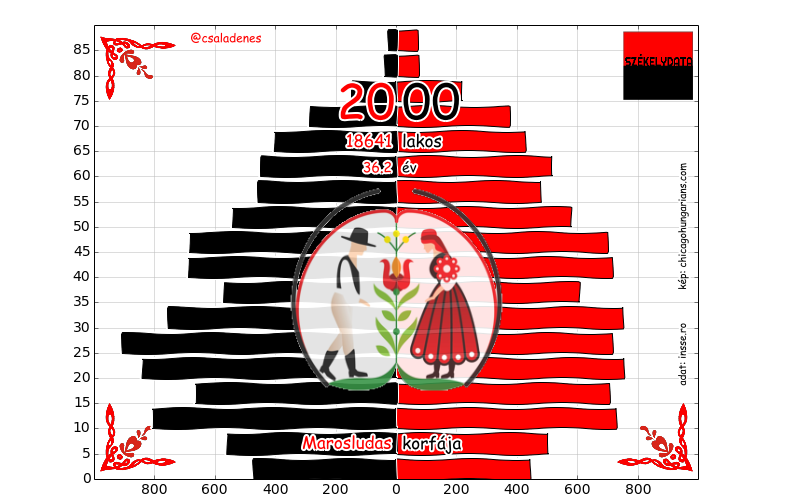 @csaladenes
SZÉKELYDATA
2000
18641 lakos
36,2 év
kép: chicagohungarians.com
adat: insse.ro
Marosludas korfája
85
80
75
70
65
60
55
50
45
40
35
30
25
20
15
10
5
0
800 600 400 200 0 200 400 600 800